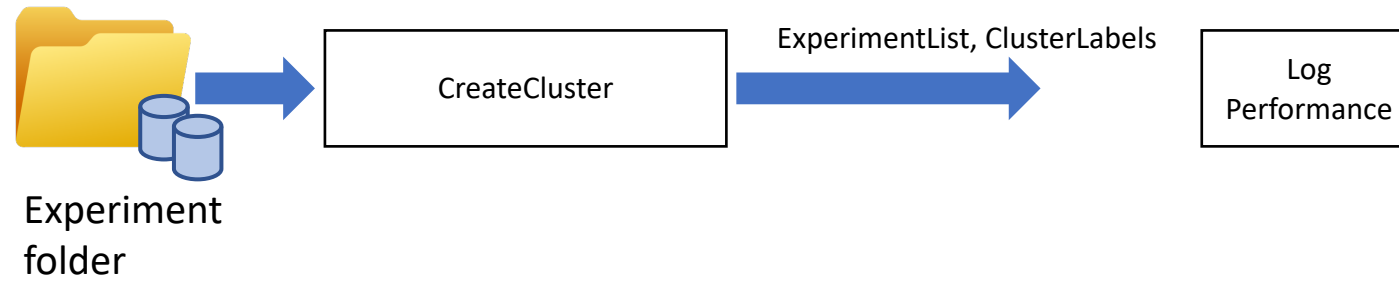 ExperimentList, ClusterLabels
CreateCluster
Log
Performance
Experiment
folder